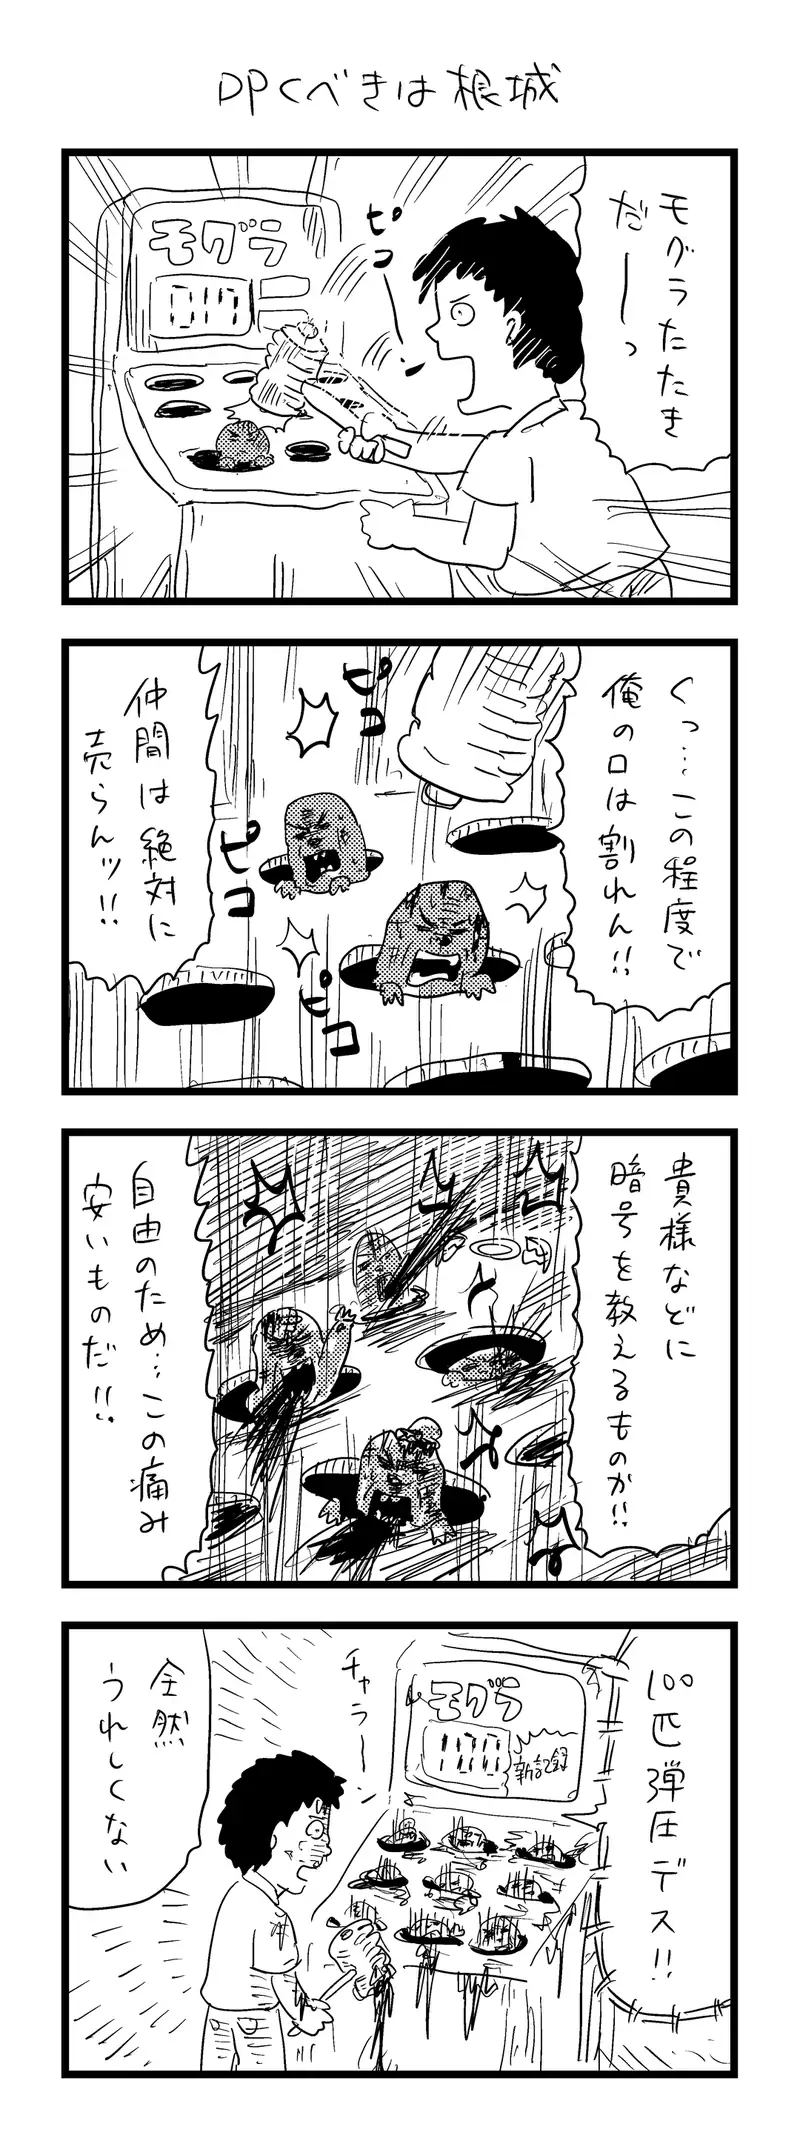 叩くべきは根城
モグラたたき
だーーっ
ピコーッ
モグラ
017
くっ…この程度で
俺の口は割れん!!
ピコ
ピコ
ピコ
仲間は絶対に
売らんッ!!
貴様などに
暗号を教えるものか!!
自由のため…この痛み
安いものだ!!
100匹弾圧デス!!
モグラ
100
新記録
チャラーン
全然
うれしくない